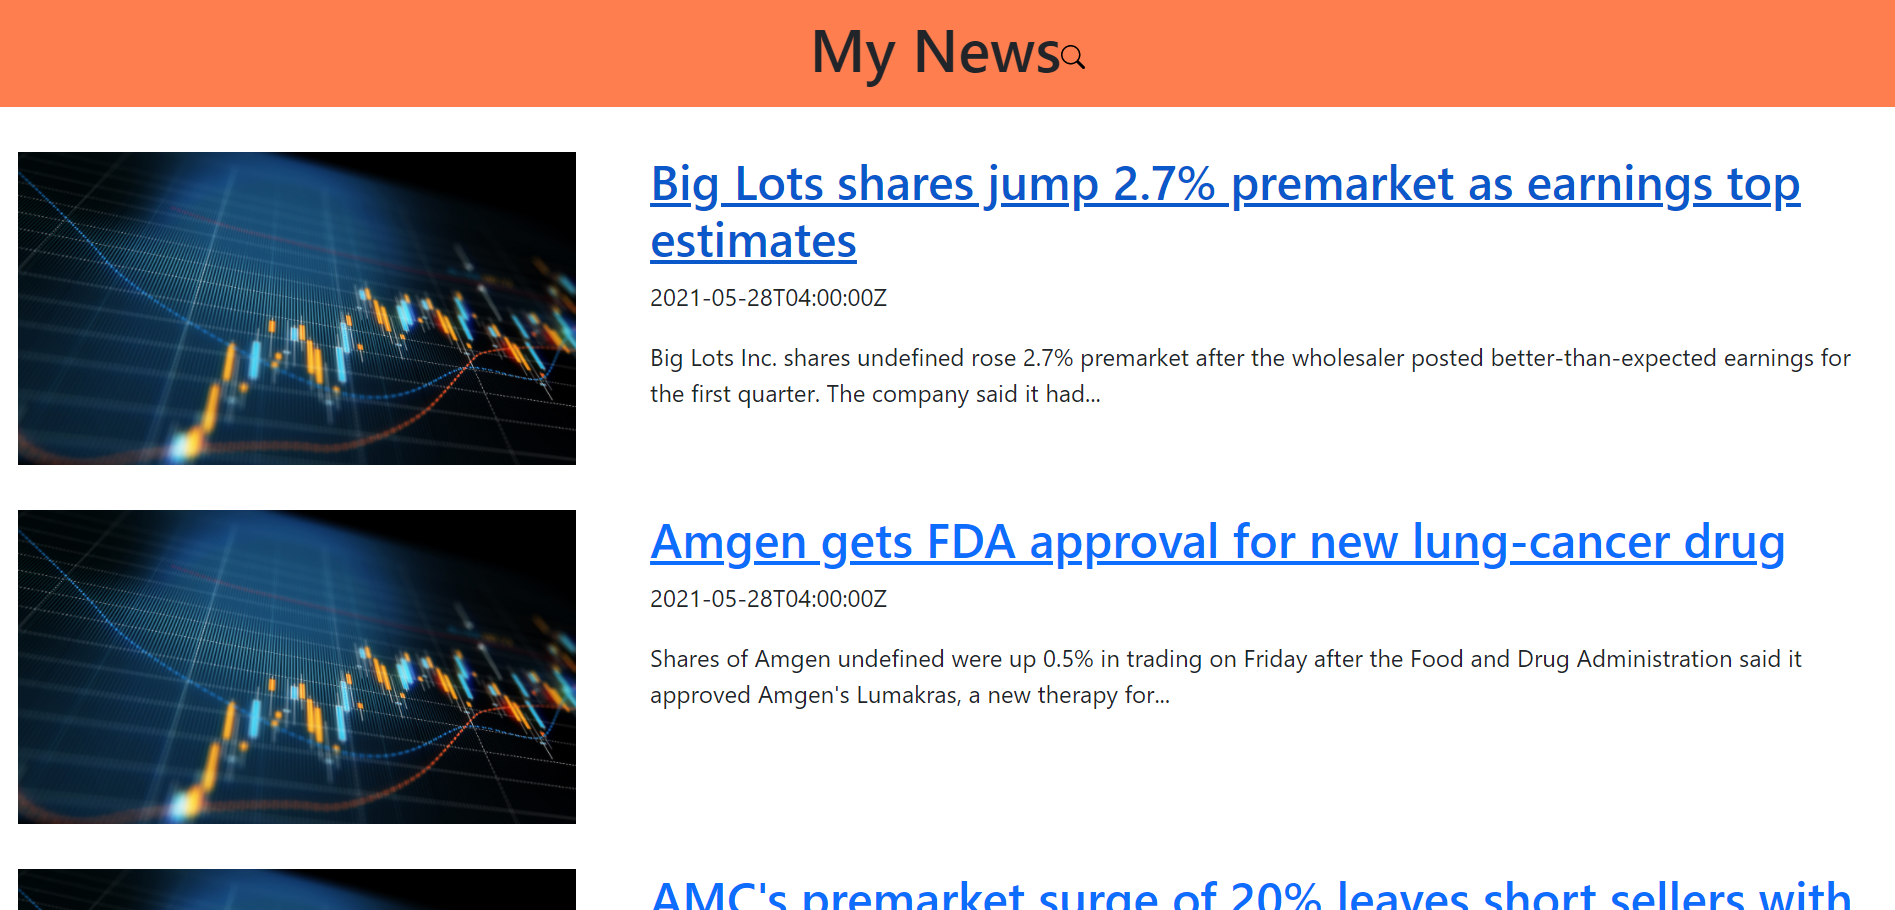 My News
Big Lots shares jump 2.7% premarket as earnings top
estimates
2021-05-28T04:00:00Z
Big Lots Inc. shares undefined rose 2.7% premarket after the wholesaler posted better-than-expected earnings for
the first quarter. The company said it had...
Amgen gets FDA approval for new lung-cancer drug
2021-05-28T04:00:00Z
Shares of Amgen undefined were up 0.5% in trading on Friday after the Food and Drug Administration said it
approved Amgen's Lumakras, a new therapy for...
AMC's premarket surge of 20% leaves short sellers with